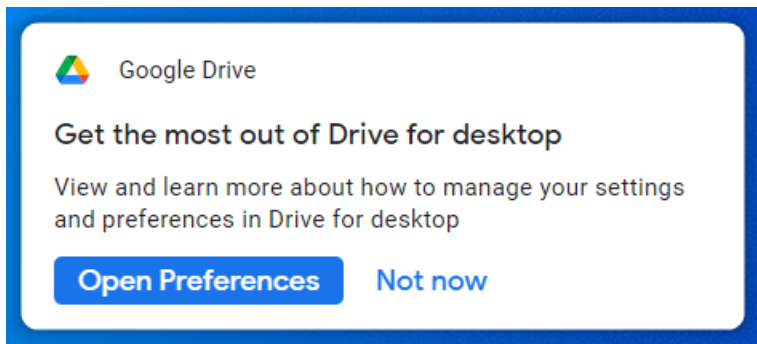 Google Drive
Get the most out of Drive for desktop
View and learn more about how to manage your settings
and preferences in Drive for desktop
Open Preferences Not now